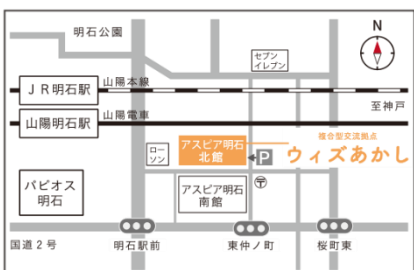 明石公園
N
セブン
イレブン
JR明石駅
山陽本線
至神戸
山陽明石駅
山陽電車
複合型交流拠点
ウィズあかし
ロー
ソン
アスピア明石
北館
P
〒
パピオス
明石
アスピア明石
南館
国道2号
明石駅前
東仲ノ町
桜町東